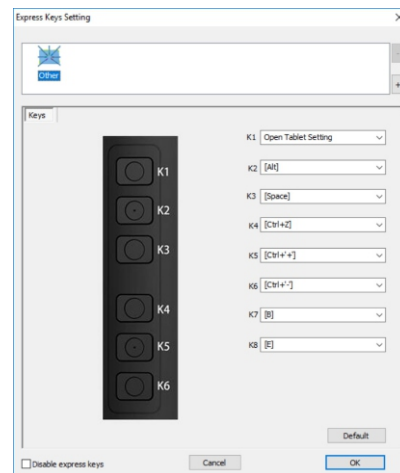 Express Keys Setting
Other
Keys
K1
K2
K3
K4
K5
K6
K1 Open Tablet Setting
K2 [Alt]
K3 [Space]
K4 [Ctrl+Z]
K5 [Ctrl+'+']
K6 [Ctrl+'-']
K7 [B]
K8 [E]
Default
Disable express keys
Cancel
OK